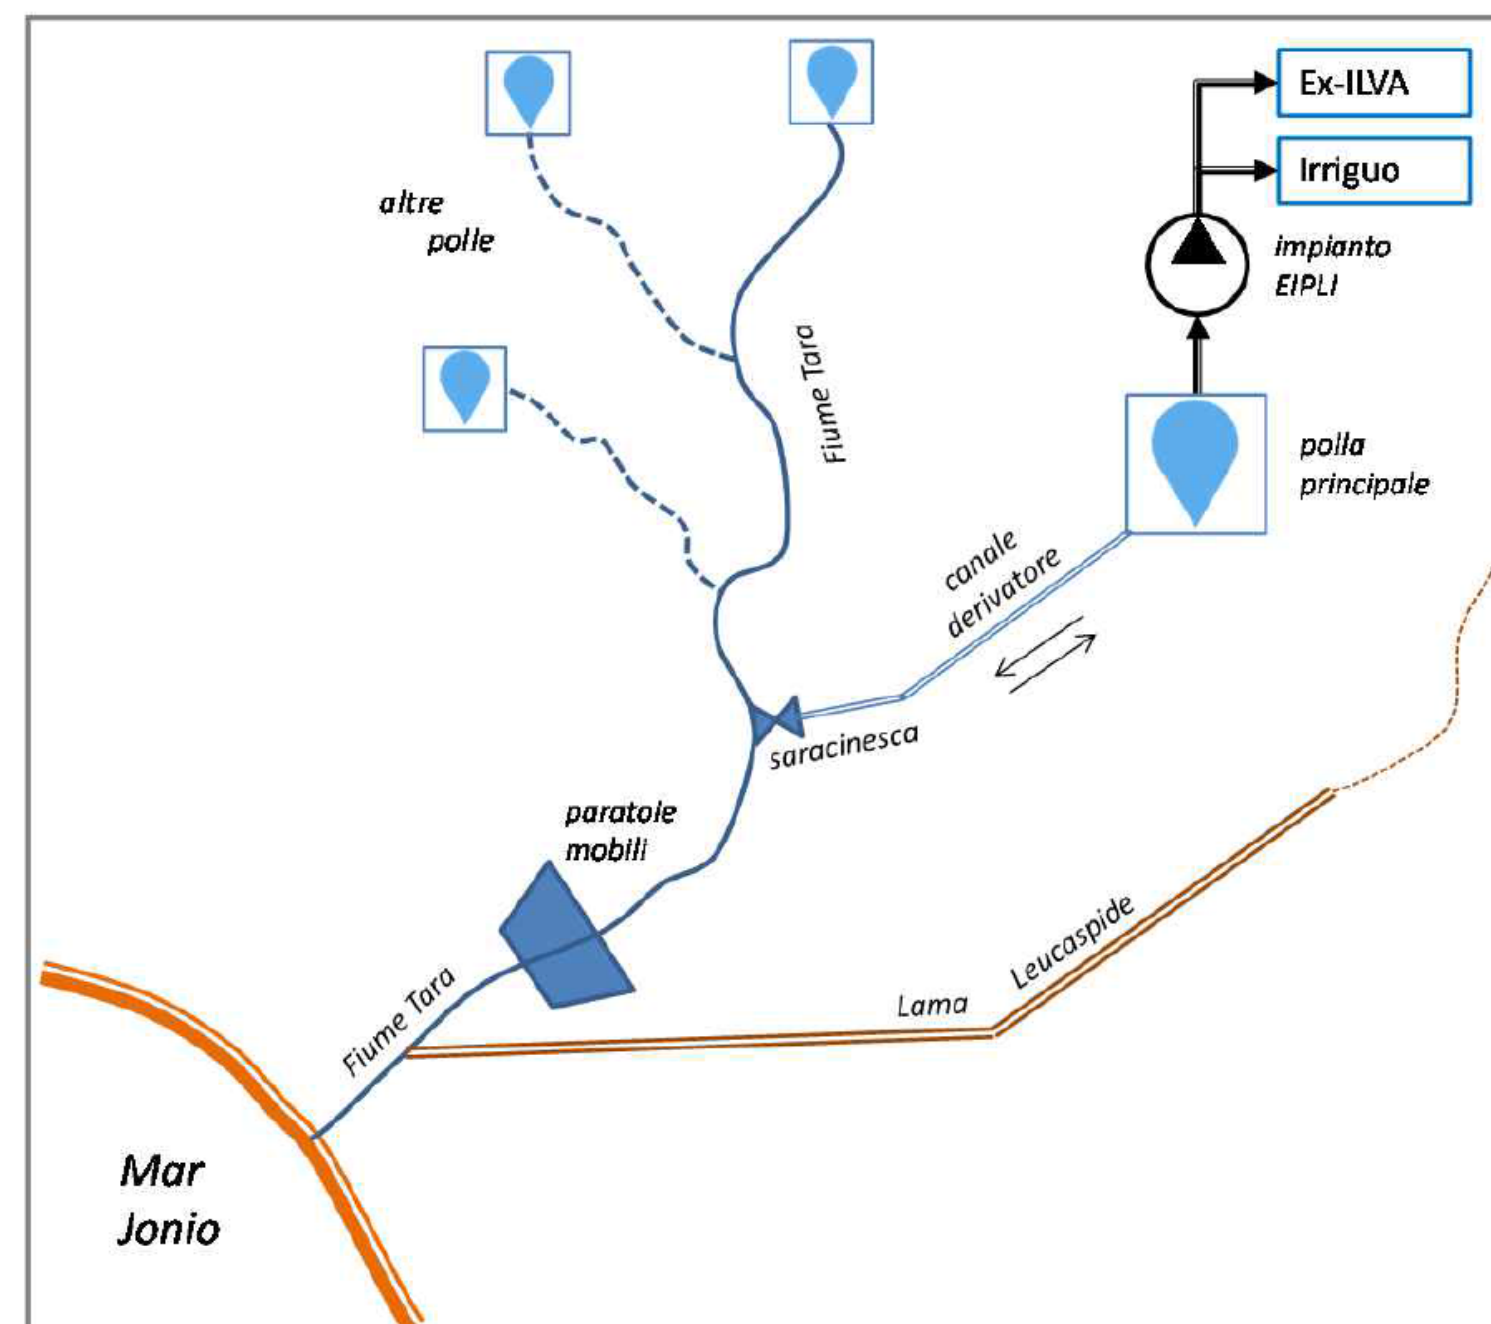 Ex-ILVA
Irriguo
altre
polle
impianto
EIPLI
Fiume Tara
polla
principale
canale
derivatore
saracinesca
paratoie
mobili
Leucaspide
Lama
Fiume Tara
Mar
Jonio